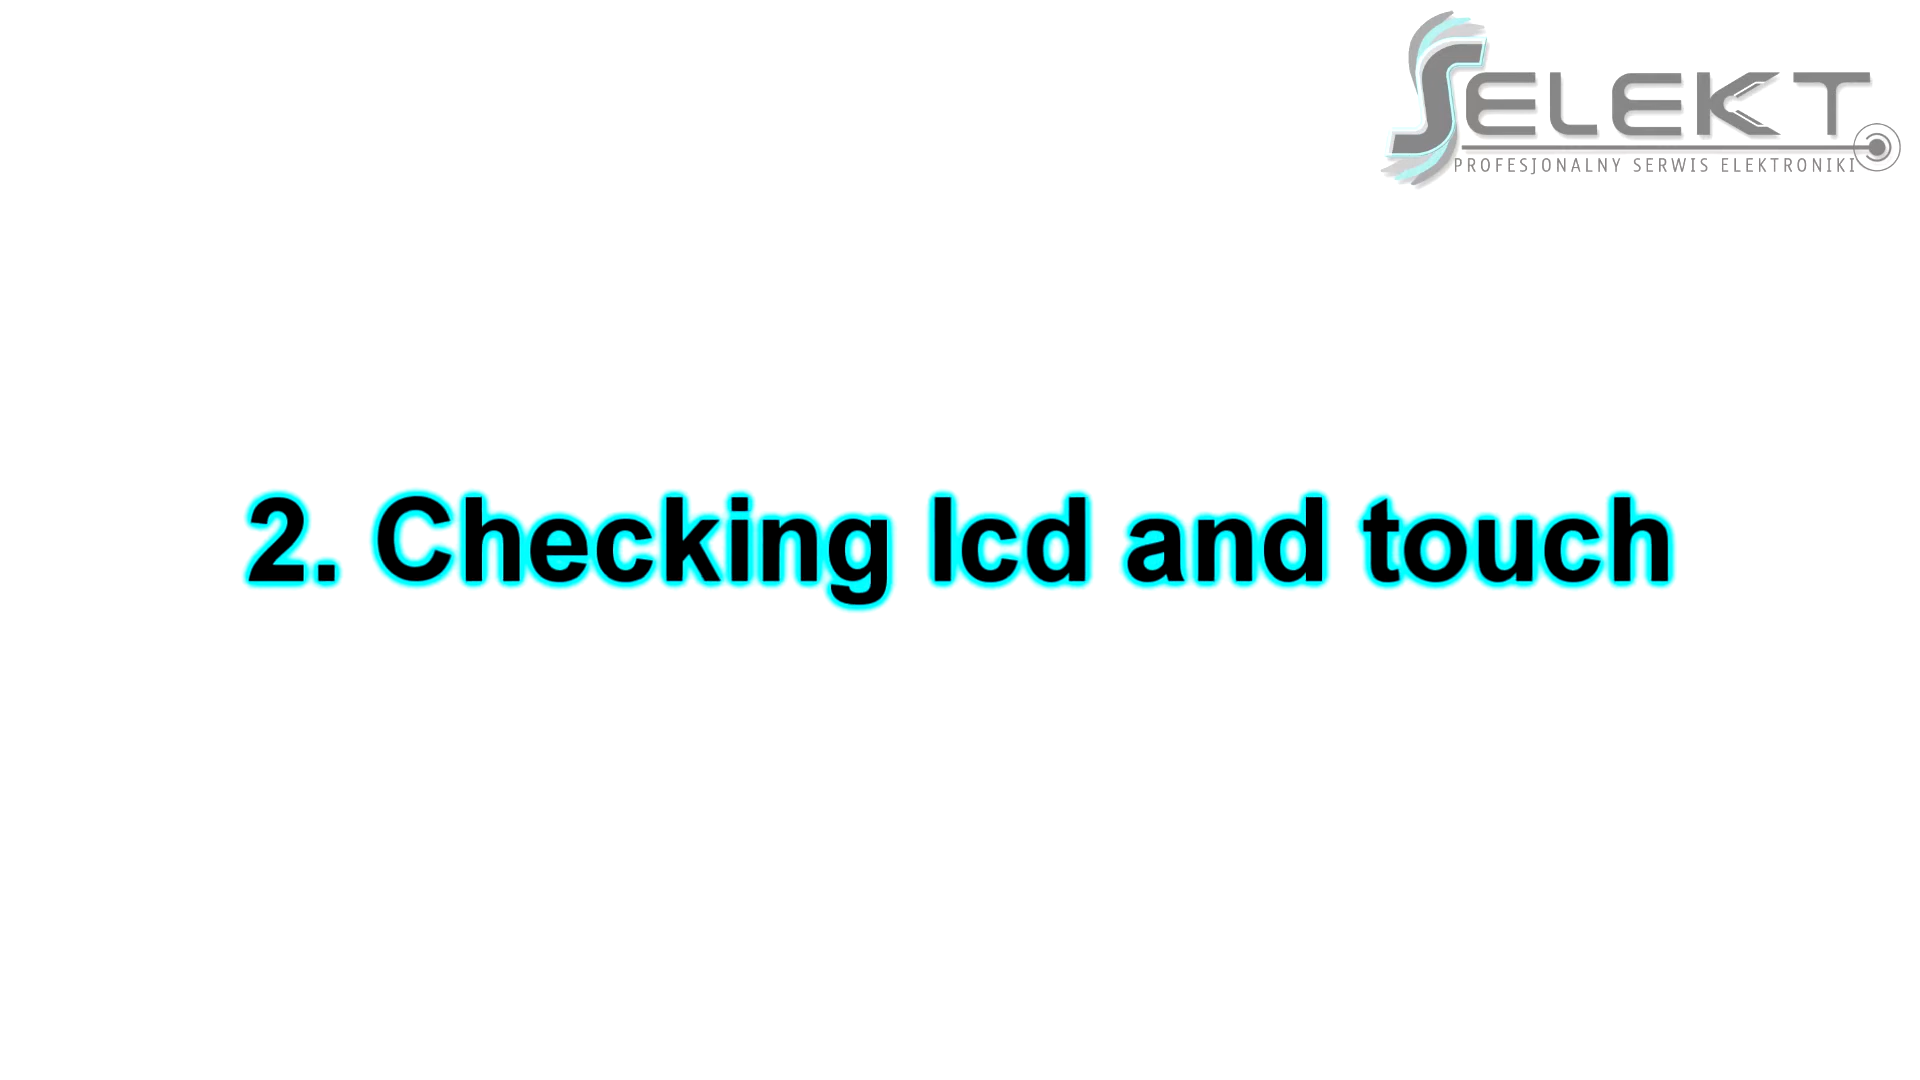 SELEKT
PROFESJONALNY SERWIS ELEKTRONIKI
2. Checking lcd and touch